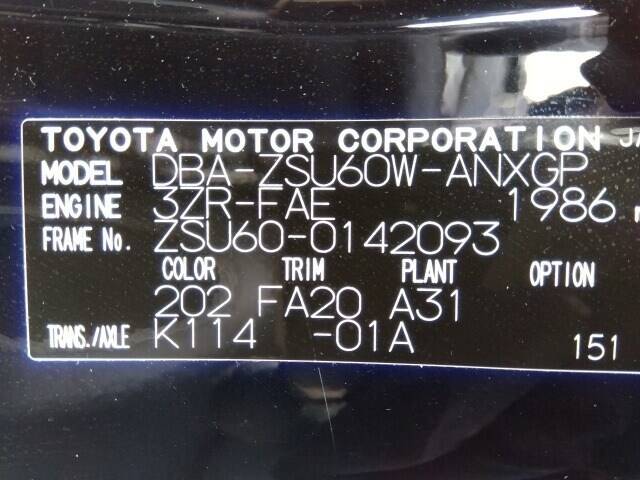 TOYOTA MOTOR CORPORATION JA
MODEL DBA-ZSU60W-ANXGP
ENGINE 3ZR-FAE 1986
FRAME No. ZSU60-0142093
COLOR TRIM PLANT OPTION
202 FA20 A31
TRANS./AXLE K114 -01A 151